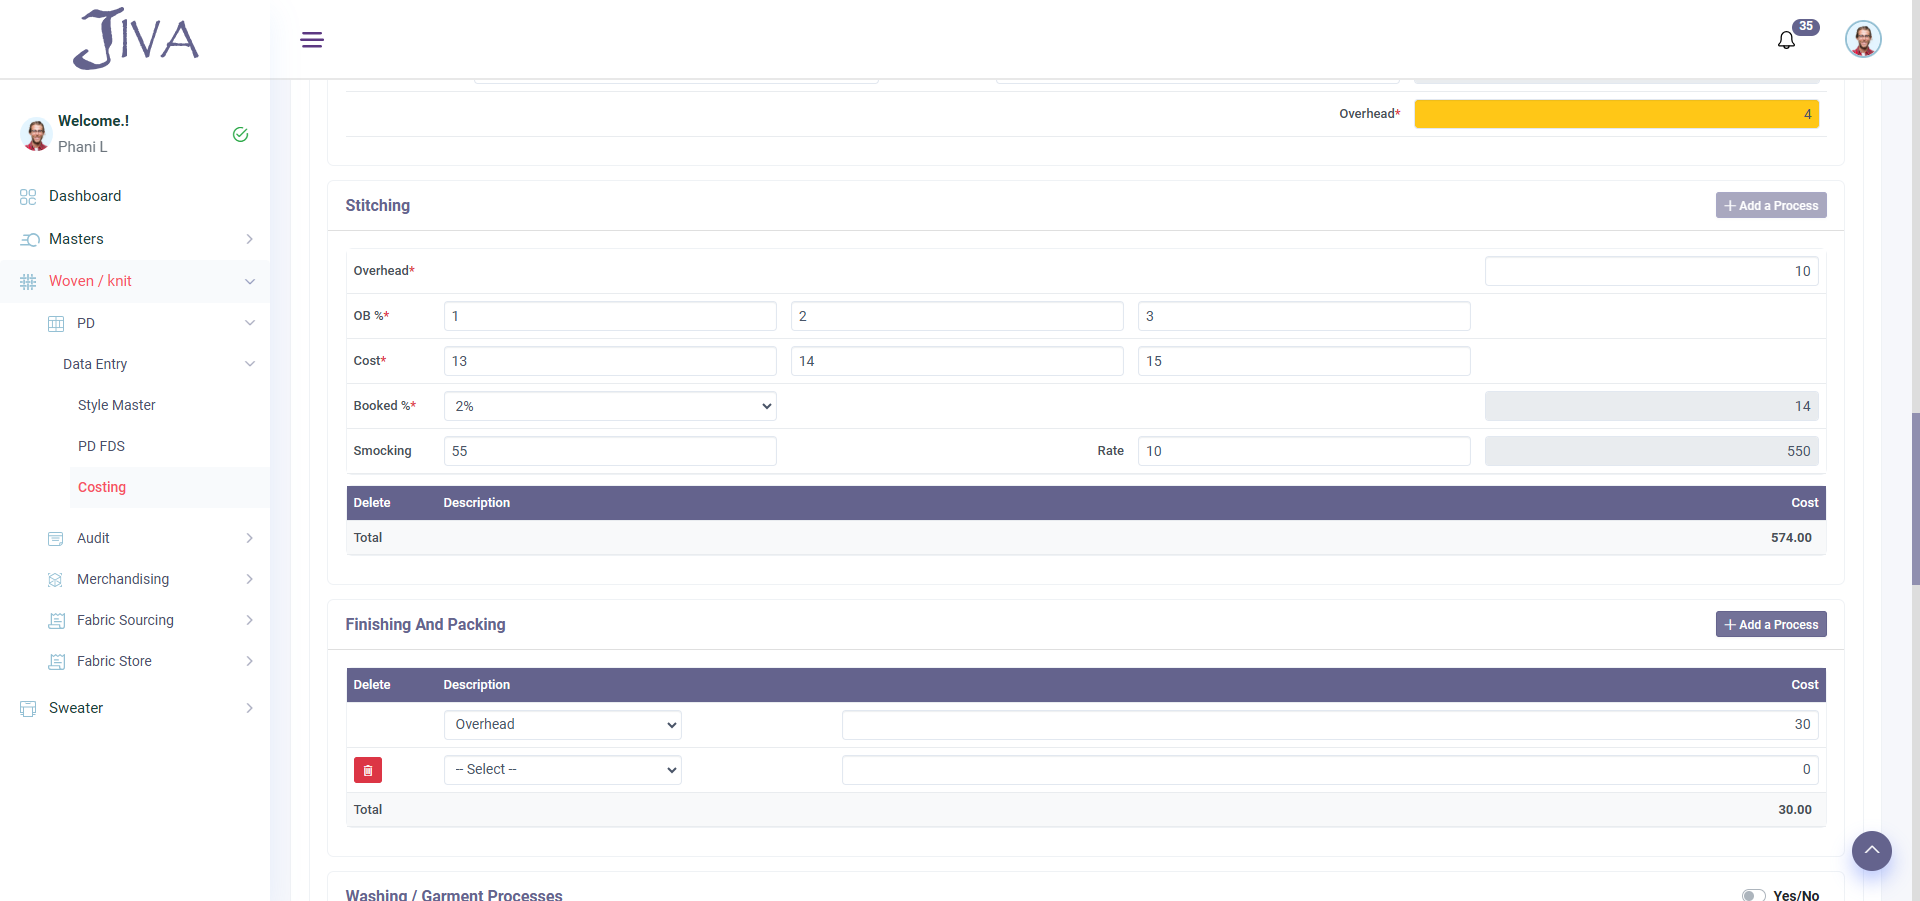 JIVA
35
Welcome.!
Phani L
Dashboard
Masters
Woven / knit
PD
Data Entry
Style Master
PD FDS
Costing
Audit
Merchandising
Fabric Sourcing
Fabric Store
Sweater
Overhead* 4
Stitching + Add a Process
Overhead* 10
OB %* 1 2 3
Cost* 13 14 15
Booked %* 2% 14
Smocking 55 Rate 10 550
Delete Description Cost
Total 574.00
Finishing And Packing + Add a Process
Delete Description Cost
Overhead 30
-- Select -- 0
Total 30.00
Washing / Garment Processes Yes/No